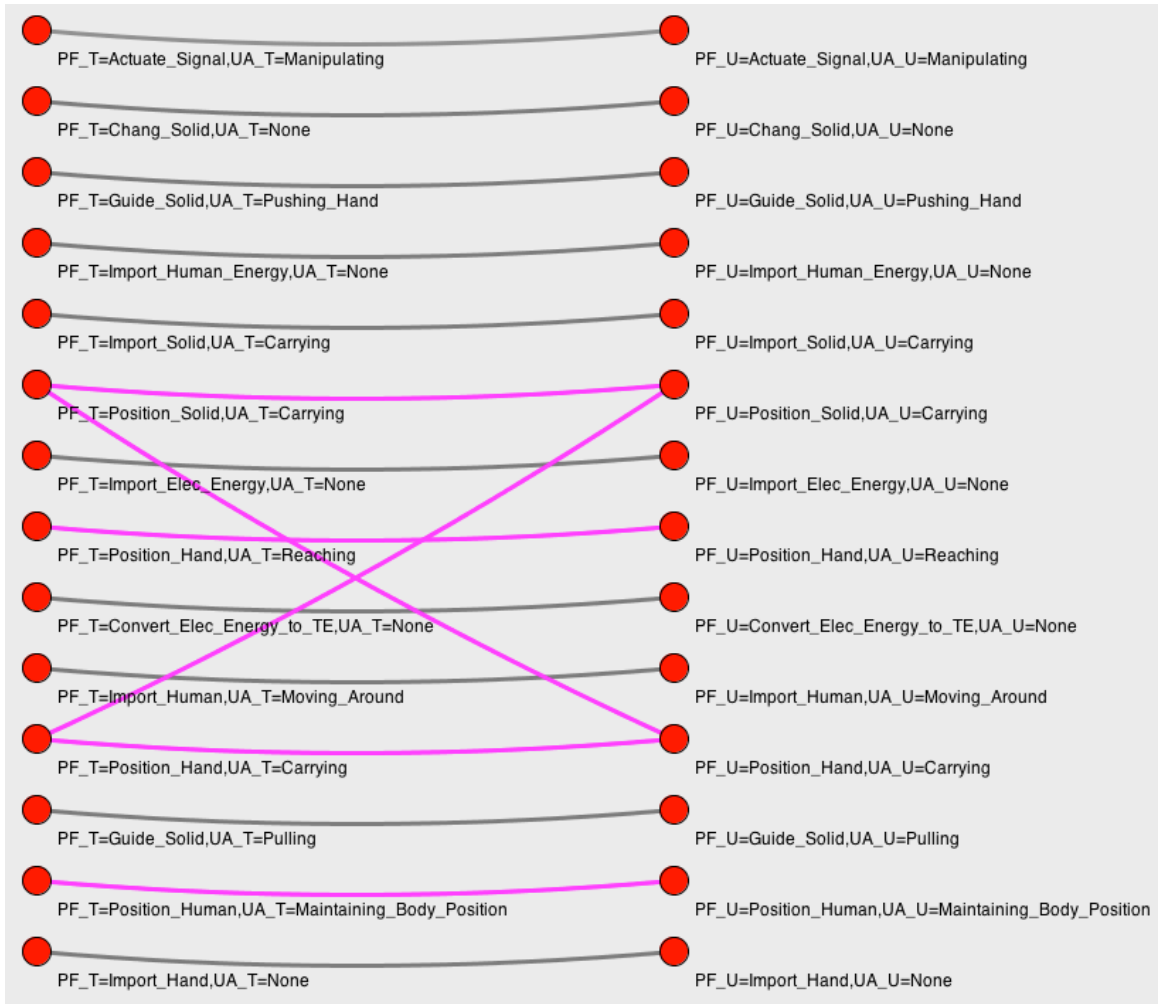 PF_T=Actuate_Signal,UA_T=Manipulating PF_U=Actuate_Signal,UA_U=Manipulating
PF_T=Chang_Solid,UA_T=None PF_U=Chang_Solid,UA_U=None
PF_T=Guide_Solid,UA_T=Pushing_Hand PF_U=Guide_Solid,UA_U=Pushing_Hand
PF_T=Import_Human_Energy,UA_T=None PF_U=Import_Human_Energy,UA_U=None
PF_T=Import_Solid,UA_T=Carrying PF_U=Import_Solid,UA_U=Carrying
PF_T=Position_Solid,UA_T=Carrying PF_U=Position_Solid,UA_U=Carrying
PF_T=Import_Elec_Energy,UA_T=None PF_U=Import_Elec_Energy,UA_U=None
PF_T=Position_Hand,UA_T=Reaching PF_U=Position_Hand,UA_U=Reaching
PF_T=Convert_Elec_Energy_to_TE,UA_T=None PF_U=Convert_Elec_Energy_to_TE,UA_U=None
PF_T=Import_Human,UA_T=Moving_Around PF_U=Import_Human,UA_U=Moving_Around
PF_T=Position_Hand,UA_T=Carrying PF_U=Position_Hand,UA_U=Carrying
PF_T=Guide_Solid,UA_T=Pulling PF_U=Guide_Solid,UA_U=Pulling
PF_T=Position_Human,UA_T=Maintaining_Body_Position PF_U=Position_Human,UA_U=Maintaining_Body_Position
PF_T=Import_Hand,UA_T=None PF_U=Import_Hand,UA_U=None